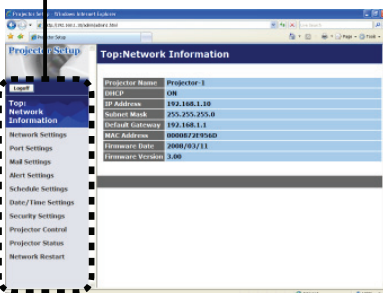 Projector Setup - Windows Internet Explorer
Projector Setup
Page
Projector Setup
Logoff
Top:
Network
Information
Network Settings
Port Settings
Mail Settings
Alert Settings
Schedule Settings
Date/Time Settings
Security Settings
Projector Control
Projector Status
Network Restart
Top:Network Information
Projector Name Projector-1
DHCP ON
IP Address 192.168.1.10
Subnet Mask 255.255.255.0
Default Gateway 192.168.1.1
MAC Address 0000872E956D
Firmware Date 2008/03/11
Firmware Version 3.00